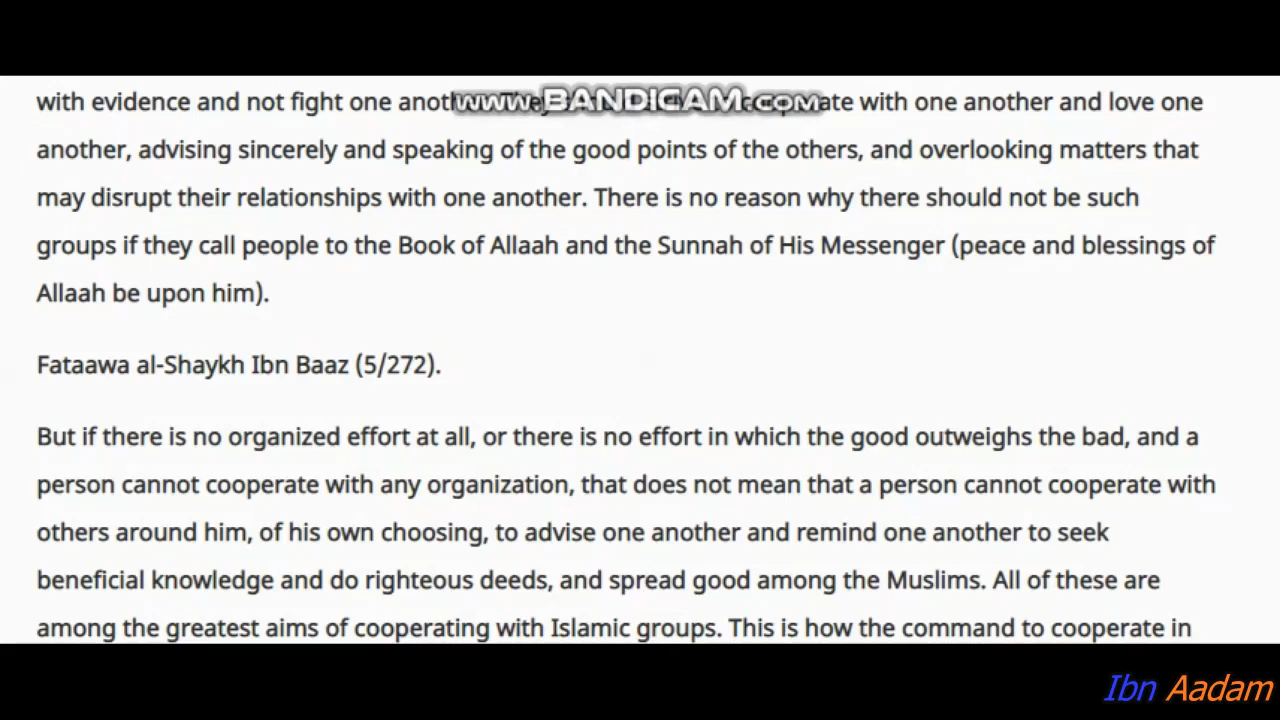 www.BANDICAM.com
with evidence and not fight one another. They should strive to cooperate with one another and love one
another, advising sincerely and speaking of the good points of the others, and overlooking matters that
may disrupt their relationships with one another. There is no reason why there should not be such
groups if they call people to the Book of Allaah and the Sunnah of His Messenger (peace and blessings of
Allaah be upon him).
Fataawa al-Shaykh Ibn Baaz (5/272).
But if there is no organized effort at all, or there is no effort in which the good outweighs the bad, and a
person cannot cooperate with any organization, that does not mean that a person cannot cooperate with
others around him, of his own choosing, to advise one another and remind one another to seek
beneficial knowledge and do righteous deeds, and spread good among the Muslims. All of these are
among the greatest aims of cooperating with Islamic groups. This is how the command to cooperate in
Ibn Aadam